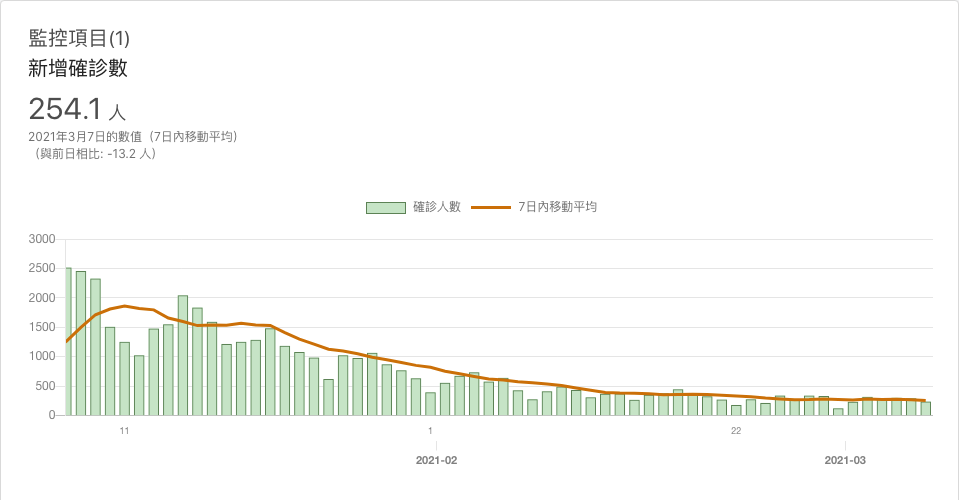 監控項目(1)
新增確診數
254.1 人
2021年3月7日的數值（7日內移動平均）
（與前日相比: -13.2 人）
確診人數 7日內移動平均
3000
2500
2000
1500
1000
500
0
11 1 22
2021-02 2021-03